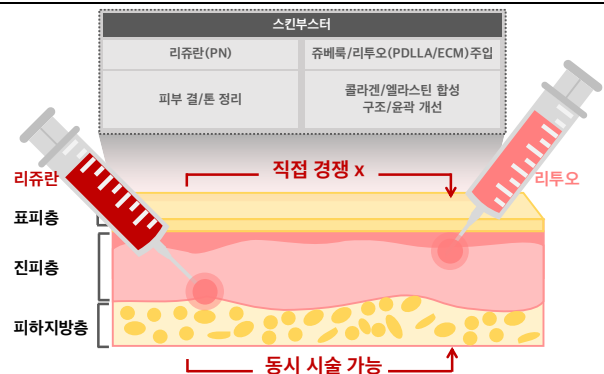 스킨부스터
리쥬란(PN)
쥬베룩/리투오(PDLLA/ECM)주입
피부 결/톤 정리
콜라겐/엘라스틴 합성
구조/윤곽 개선
직접 경쟁 x
리쥬란
리투오
표피층
진피층
피하지방층
동시 시술 가능